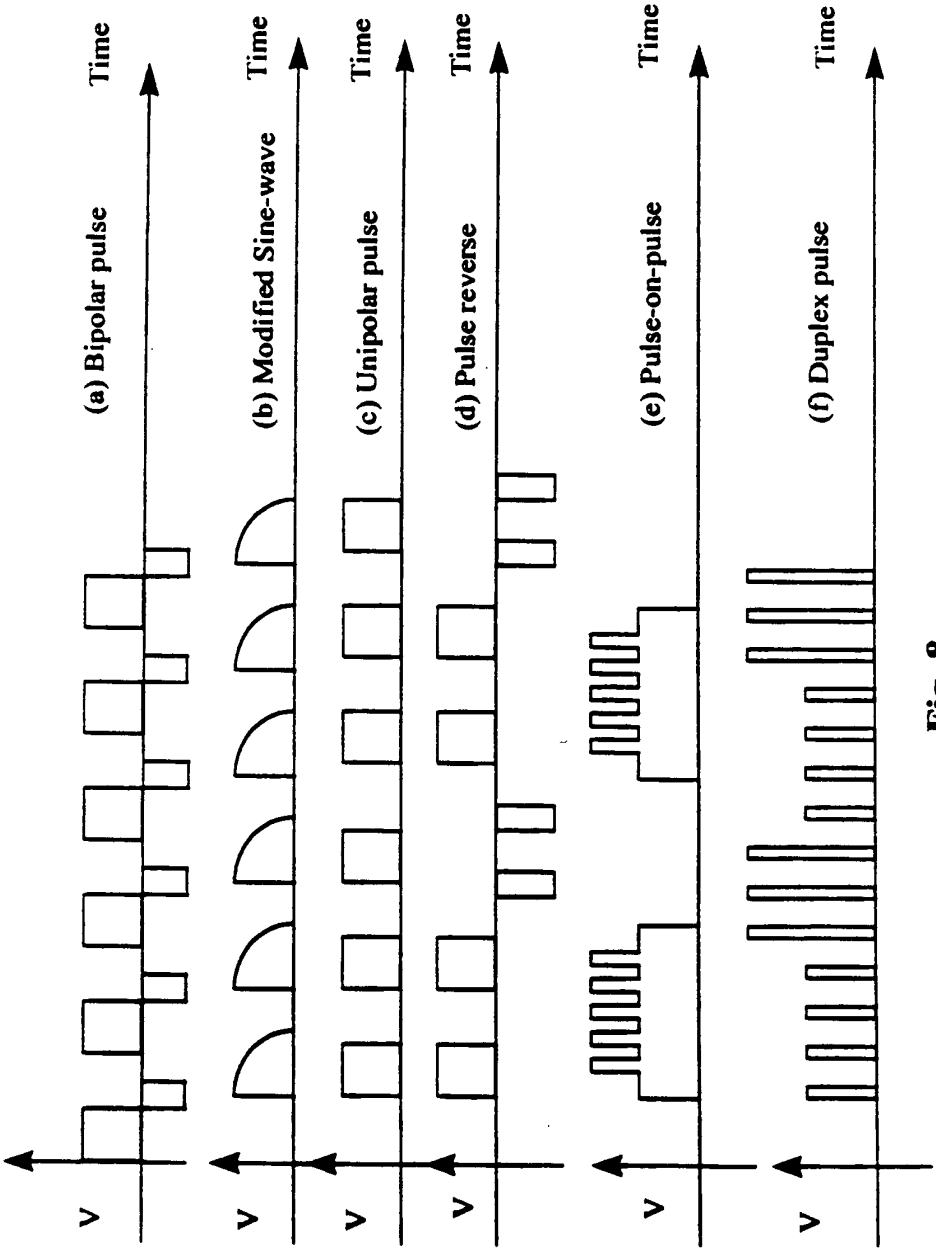 V
(a) Bipolar pulse
Time
V
(b) Modified Sine-wave
Time
(c) Unipolar pulse
Time
V
(d) Pulse reverse
Time
V
(e) Pulse-on-pulse
Time
V
(f) Duplex pulse
Time